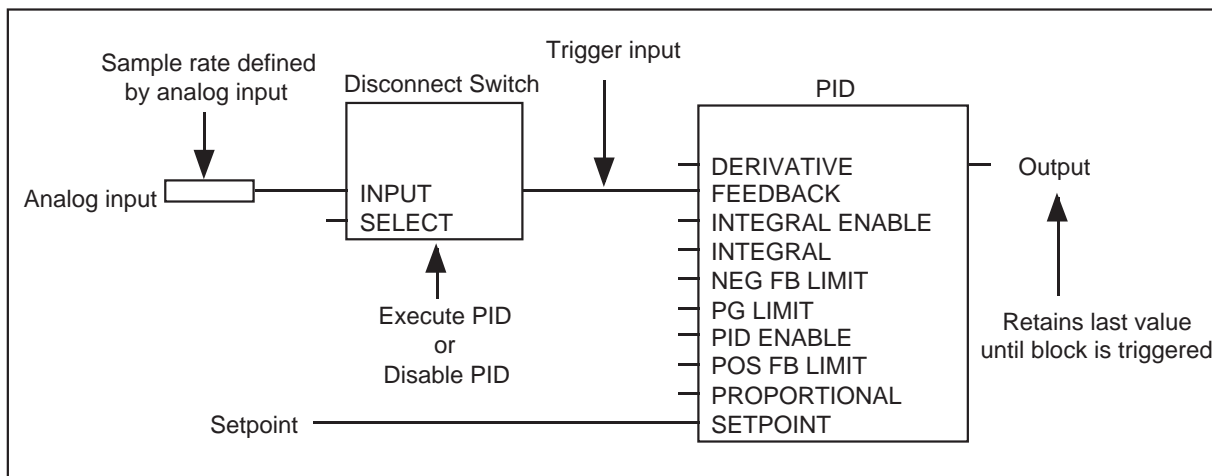 Sample rate defined
by analog input
Disconnect Switch
Trigger input
PID
Analog input
INPUT
SELECT
DERIVATIVE
FEEDBACK
INTEGRAL ENABLE
INTEGRAL
NEG FB LIMIT
PG LIMIT
PID ENABLE
POS FB LIMIT
PROPORTIONAL
SETPOINT
Output
Execute PID
or
Disable PID
Retains last value
until block is triggered
Setpoint